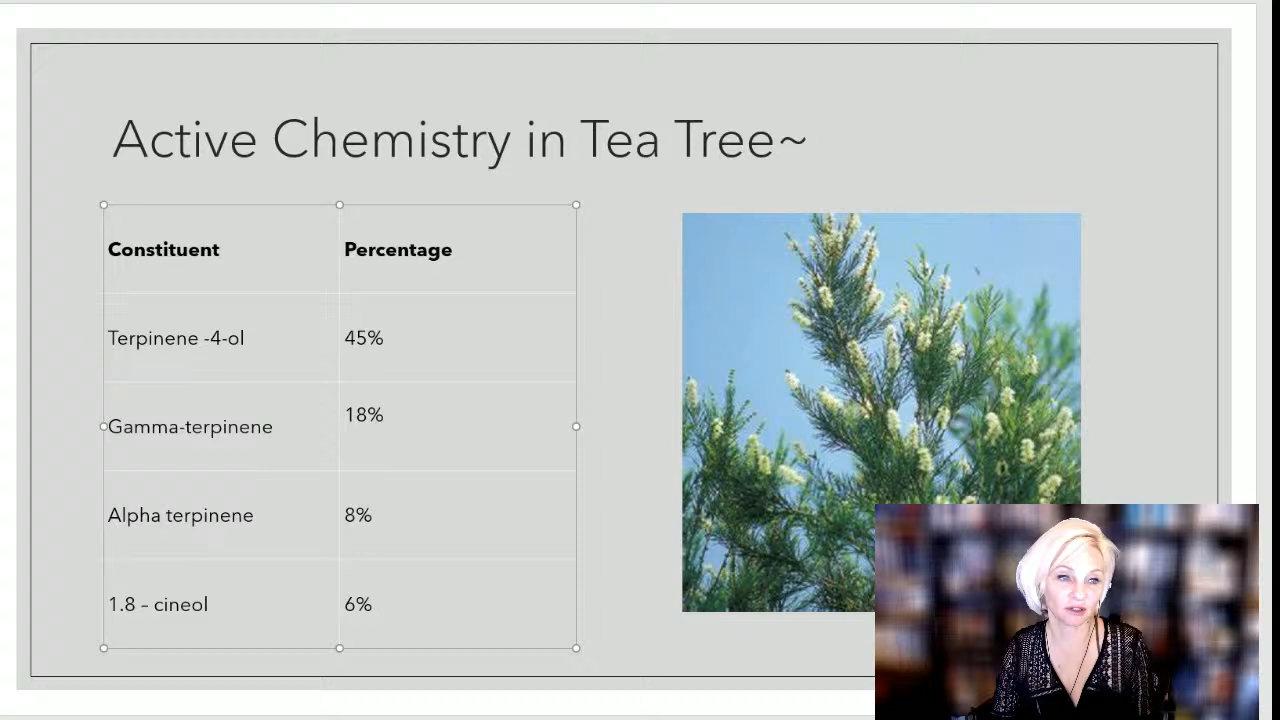 Active Chemistry in Tea Tree~
Constituent Percentage
Terpinene -4-ol 45%
Gamma-terpinene 18%
Alpha terpinene 8%
1.8 – cineol 6%